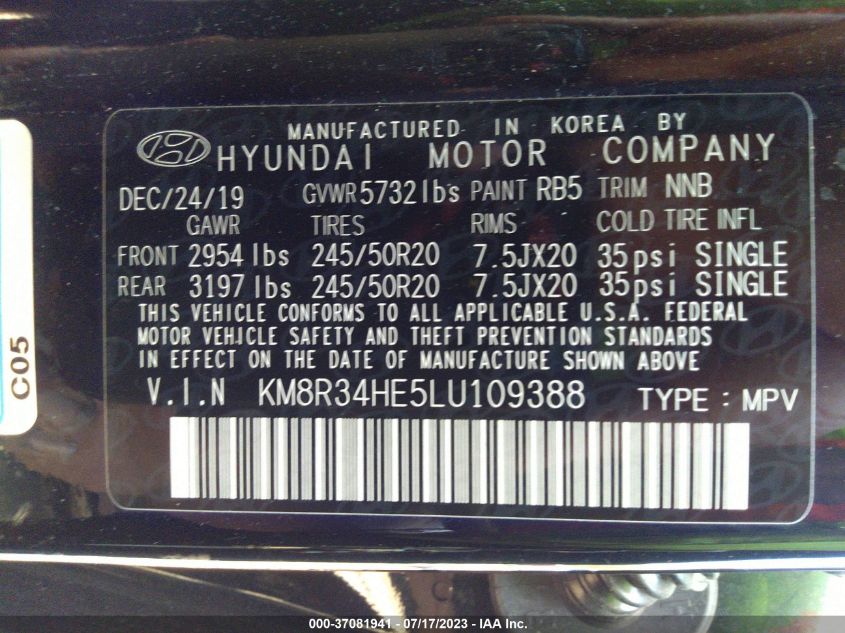 MANUFACTURED IN KOREA BY
HYUNDAI MOTOR COMPANY
DEC/24/19 GVWR 5732 lbs PAINT RB5 TRIM NNB
GAWR TIRES RIMS COLD TIRE INFL
FRONT 2954 lbs 245/50R20 7.5JX20 35psi SINGLE
REAR 3197 lbs 245/50R20 7.5JX20 35psi SINGLE
THIS VEHICLE CONFORMS TO ALL APPLICABLE U.S.A. FEDERAL
MOTOR VEHICLE SAFETY AND THEFT PREVENTION STANDARDS
IN EFFECT ON THE DATE OF MANUFACTURE SHOWN ABOVE
V.I.N KM8R34HE5LU109388 TYPE : MPV
C05
000-37081941 - 07/17/2023 - IAA Inc.